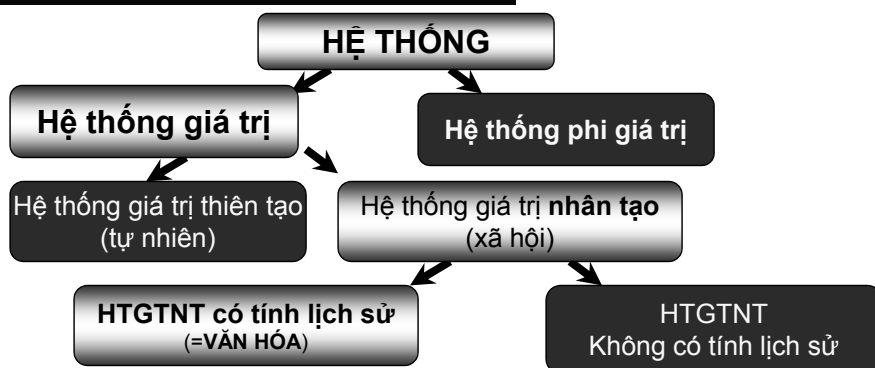 HỆ THỐNG
Hệ thống giá trị
Hệ thống phi giá trị
Hệ thống giá trị thiên tạo
(tự nhiên)
Hệ thống giá trị nhân tạo
(xã hội)
HTGTNT có tính lịch sử
(=VĂN HÓA)
HTGTNT
Không có tính lịch sử